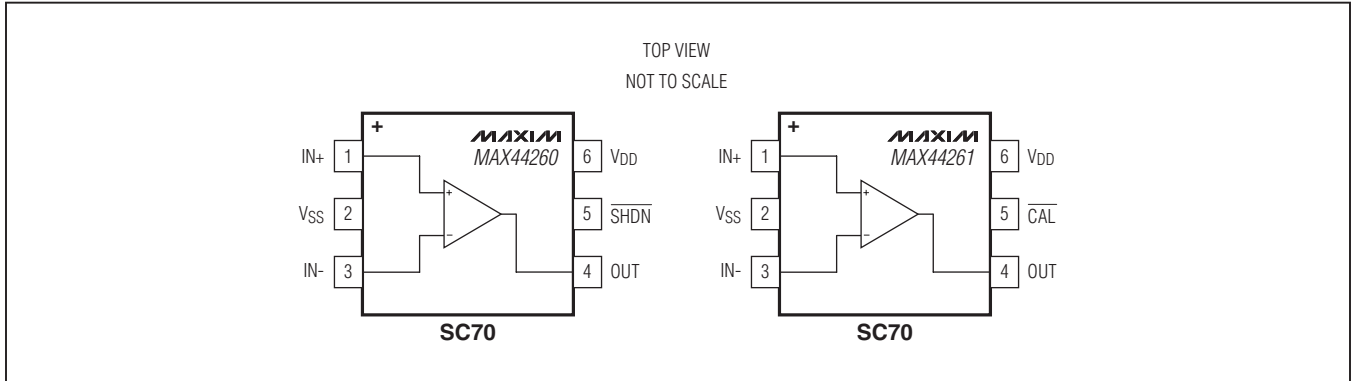 TOP VIEW
NOT TO SCALE
+
MAXIM
MAX44260
IN+ 1
6 VDD
VSS 2
5 SHDN
IN- 3
4 OUT
+
−
SC70
+
MAXIM
MAX44261
IN+ 1
6 VDD
VSS 2
5 CAL
IN- 3
4 OUT
+
−
SC70